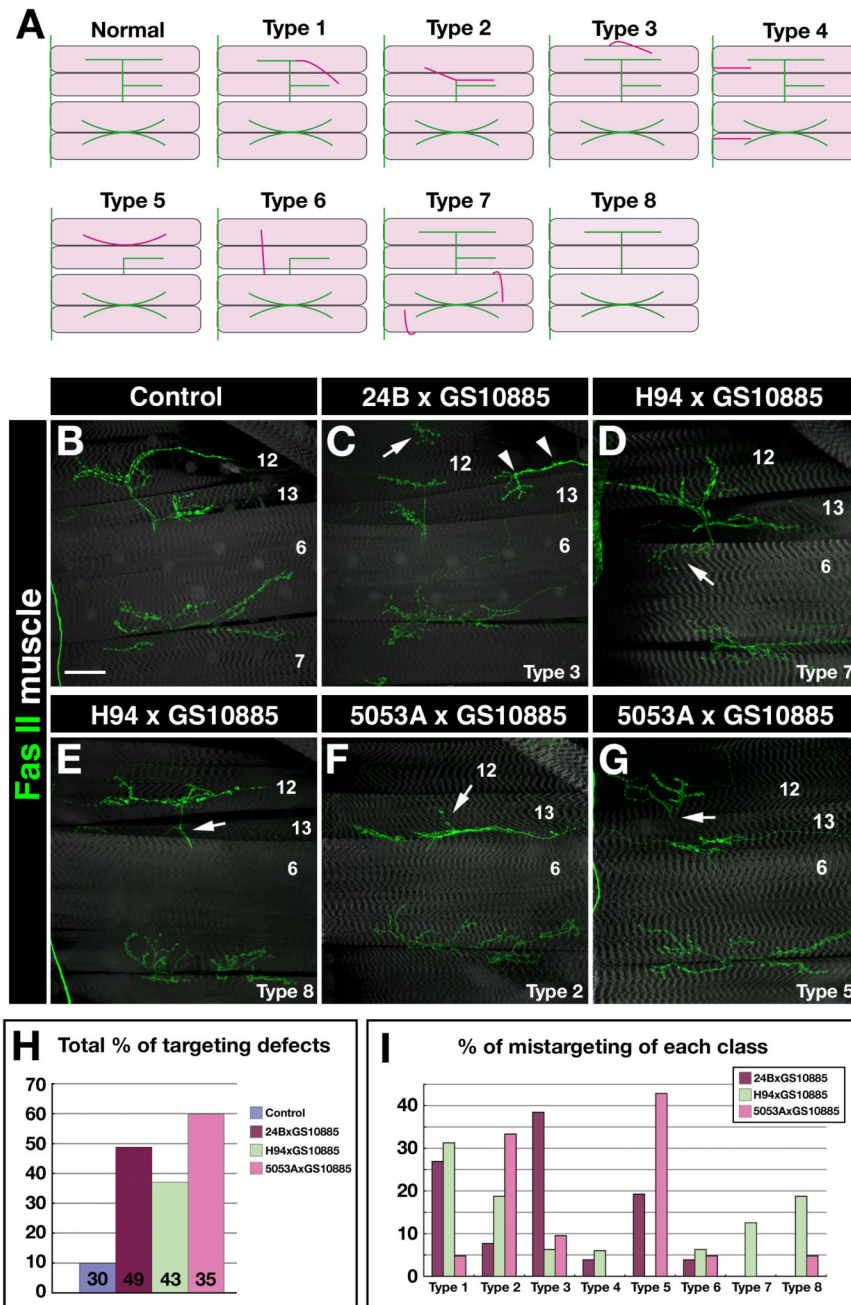 A
Normal Type 1 Type 2 Type 3 Type 4
Type 5 Type 6 Type 7 Type 8
Fas II muscle
Control 24B x GS10885 H94 x GS10885
B
12
13
6
7
C
12
13
6
Type 3
D
12
13
6
Type 7
H94 x GS10885 5053A x GS10885 5053A x GS10885
E
12
13
6
Type 8
F
12
13
6
Type 2
G
12
13
6
Type 5
H Total % of targeting defects
70
60
50
40
30
20
10
0
30 49 43 35
Control
24BxGS10885
H94xGS10885
5053AxGS10885
I % of mistargeting of each class
24BxGS10885
H94xGS10885
5053AxGS10885
40
30
20
10
0
Type 1 Type 2 Type 3 Type 4 Type 5 Type 6 Type 7 Type 8